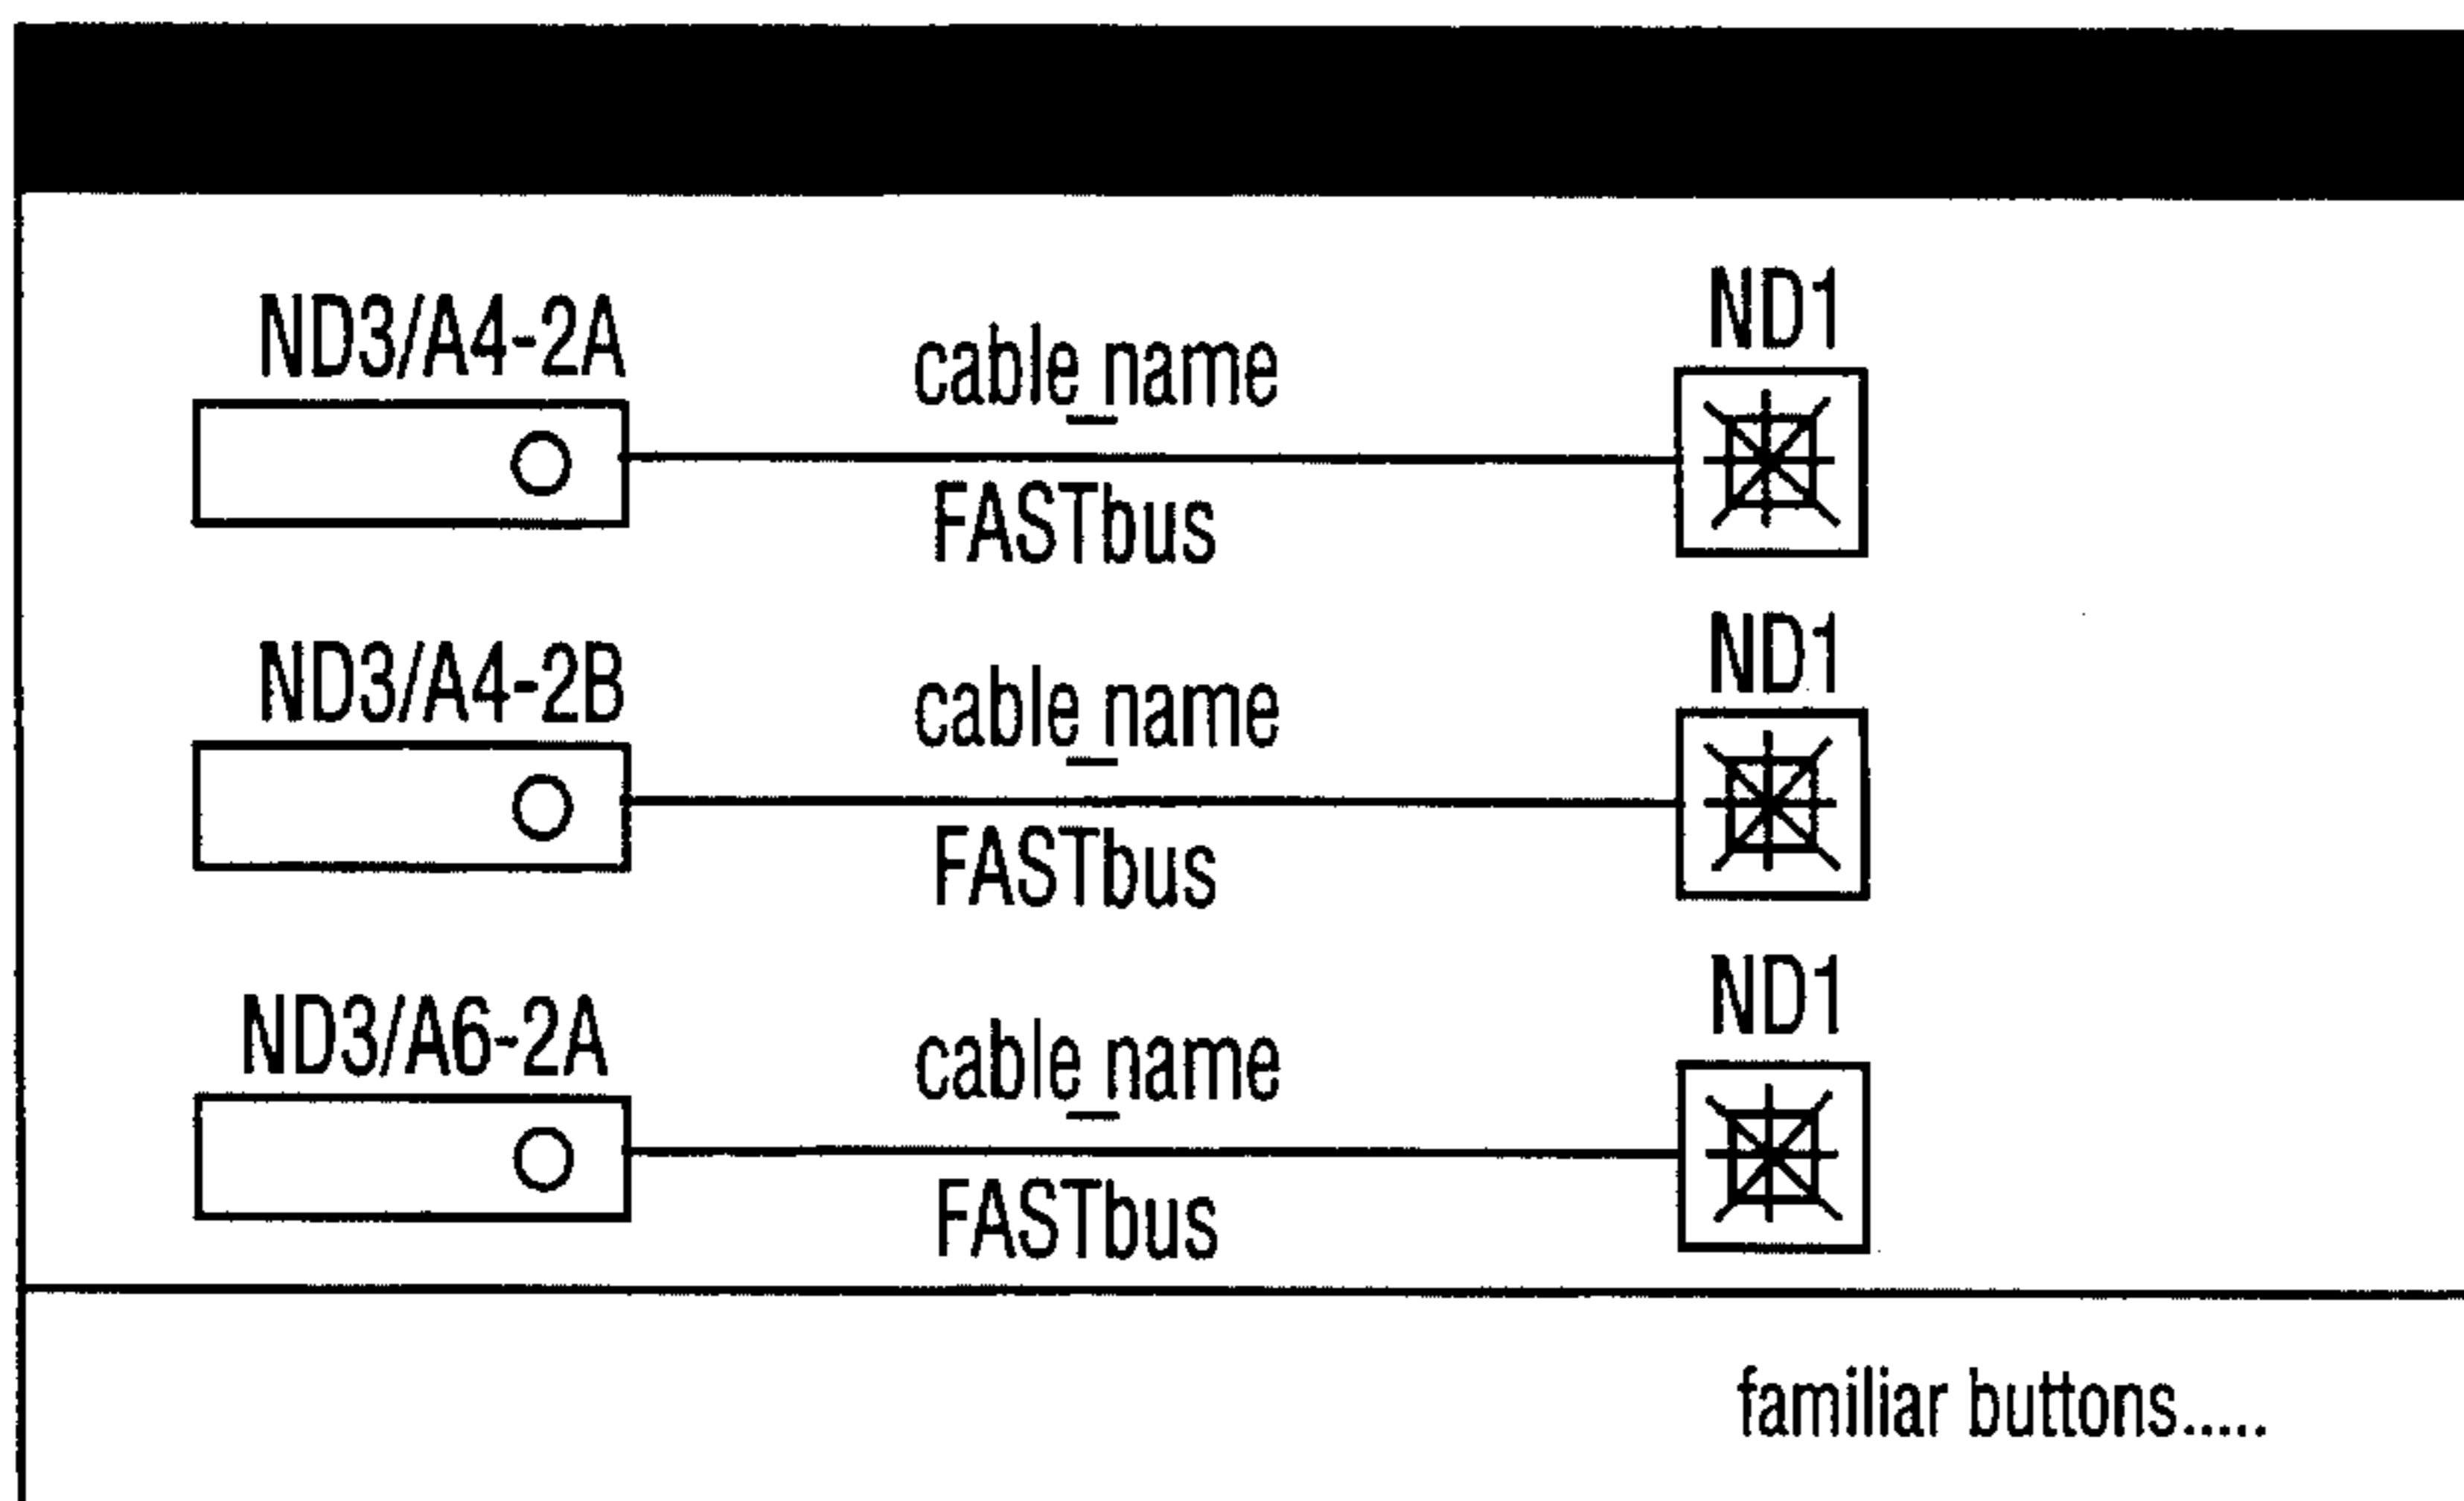 ND3/A4-2A cable_name ND1
FASTbus
ND3/A4-2B cable_name ND1
FASTbus
ND3/A6-2A cable_name ND1
FASTbus
familiar buttons.....